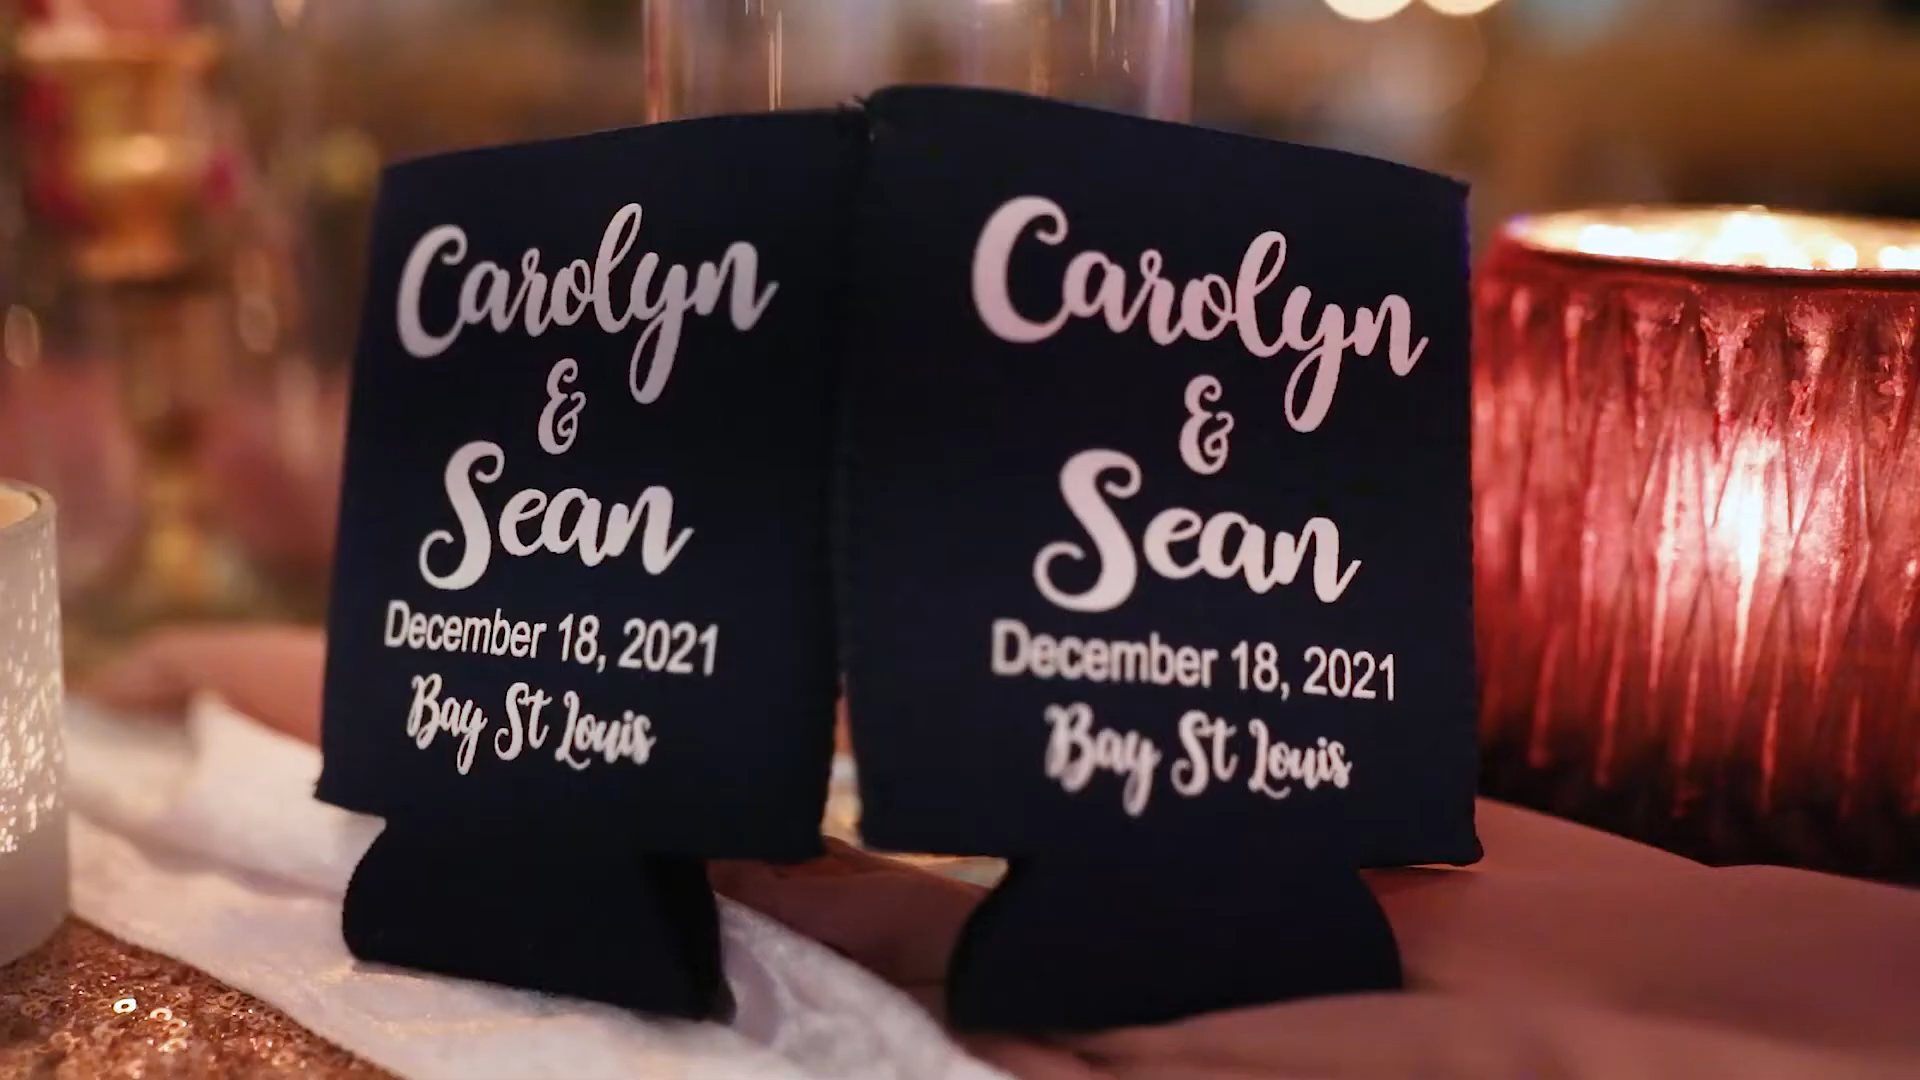 Carolyn
&
Sean
December 18, 2021
Bay St Louis
Carolyn
&
Sean
December 18, 2021
Bay St Louis